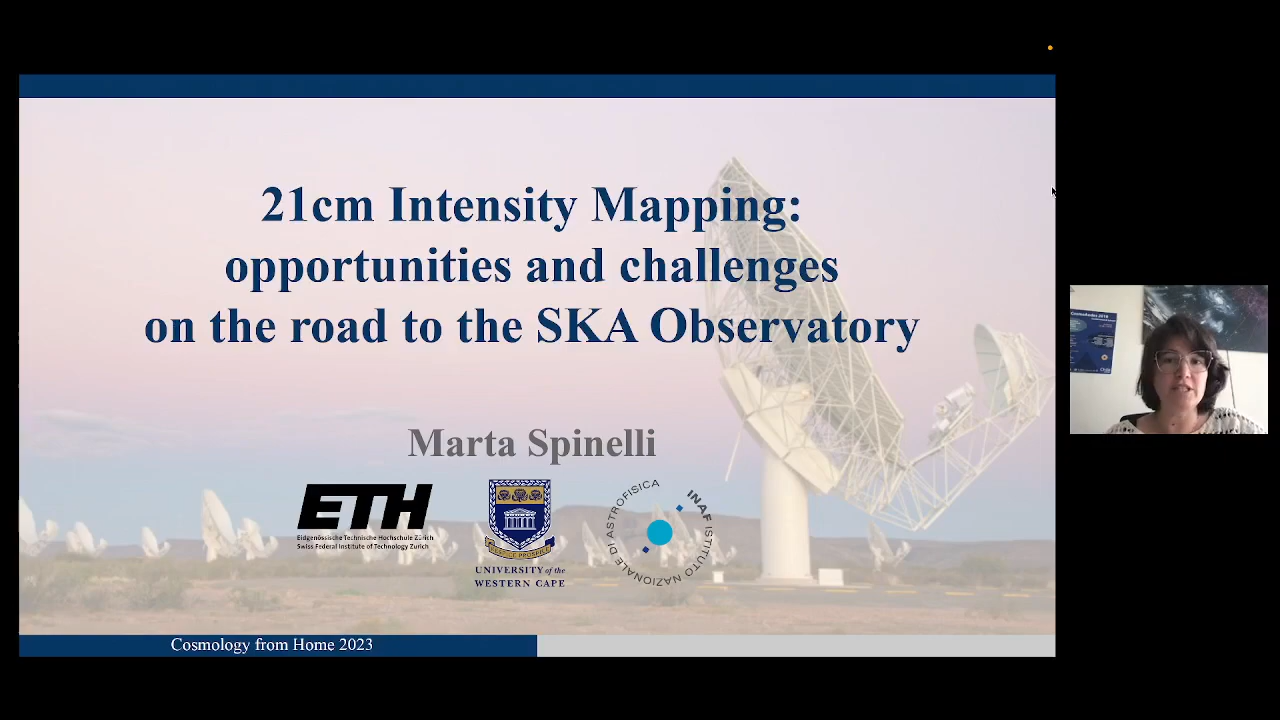 21cm Intensity Mapping:
opportunities and challenges
on the road to the SKA Observatory
Marta Spinelli
ETH
Eidgenössische Technische Hochschule Zürich
Swiss Federal Institute of Technology Zurich
UNIVERSITY of the
WESTERN CAPE
INAF ISTITUTO NAZIONALE DI ASTROFISICA
Cosmology from Home 2023